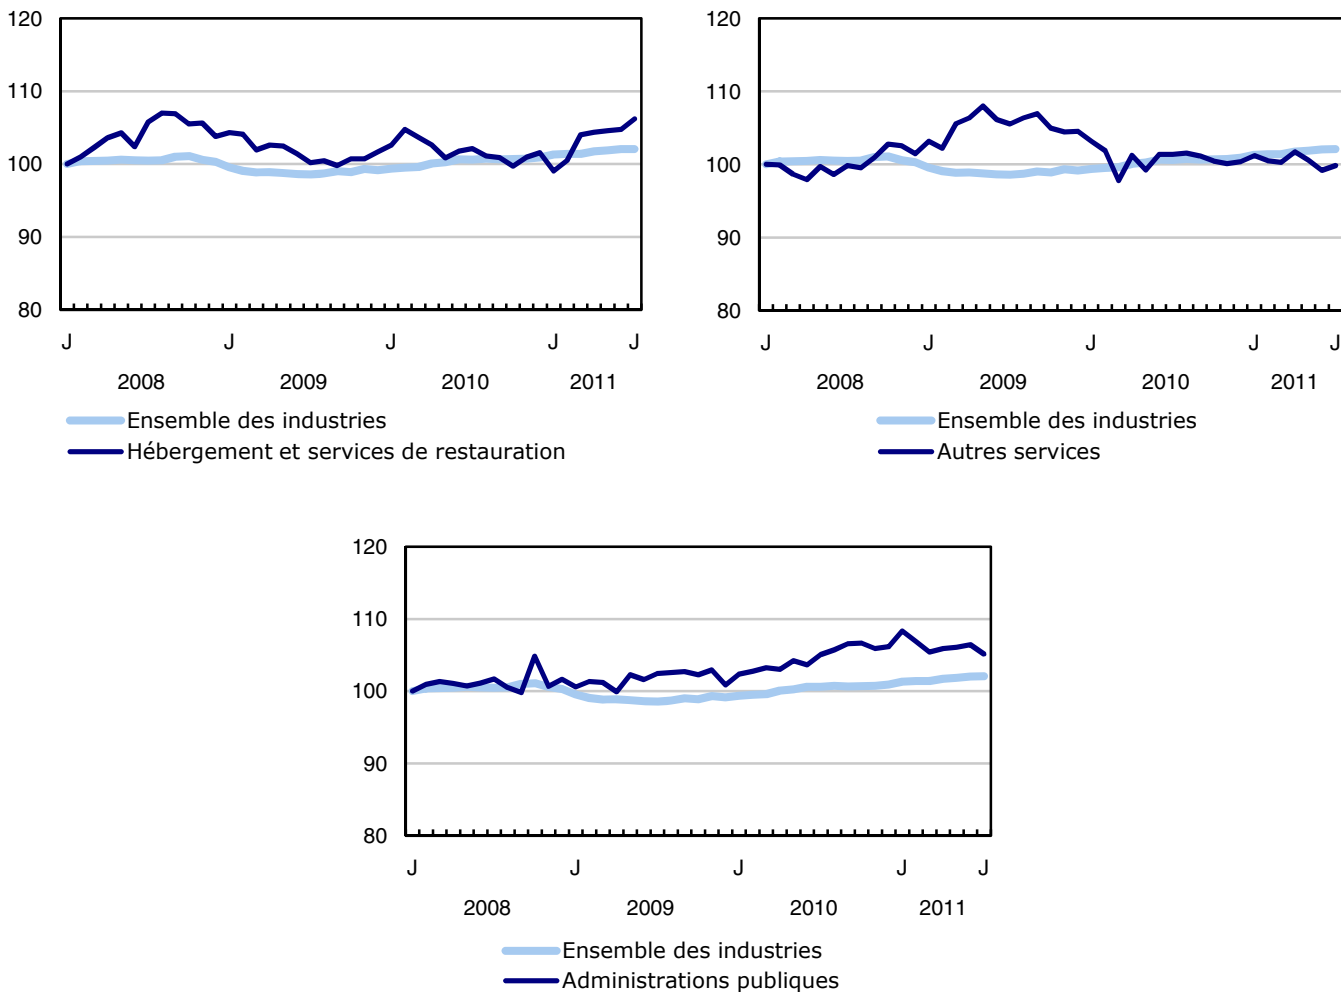 120
110
100
90
80
J J J J J
2008 2009 2010 2011
Ensemble des industries
Hébergement et services de restauration
120
110
100
90
80
J J J J J
2008 2009 2010 2011
Ensemble des industries
Autres services
120
110
100
90
80
J J J J J
2008 2009 2010 2011
Ensemble des industries
Administrations publiques